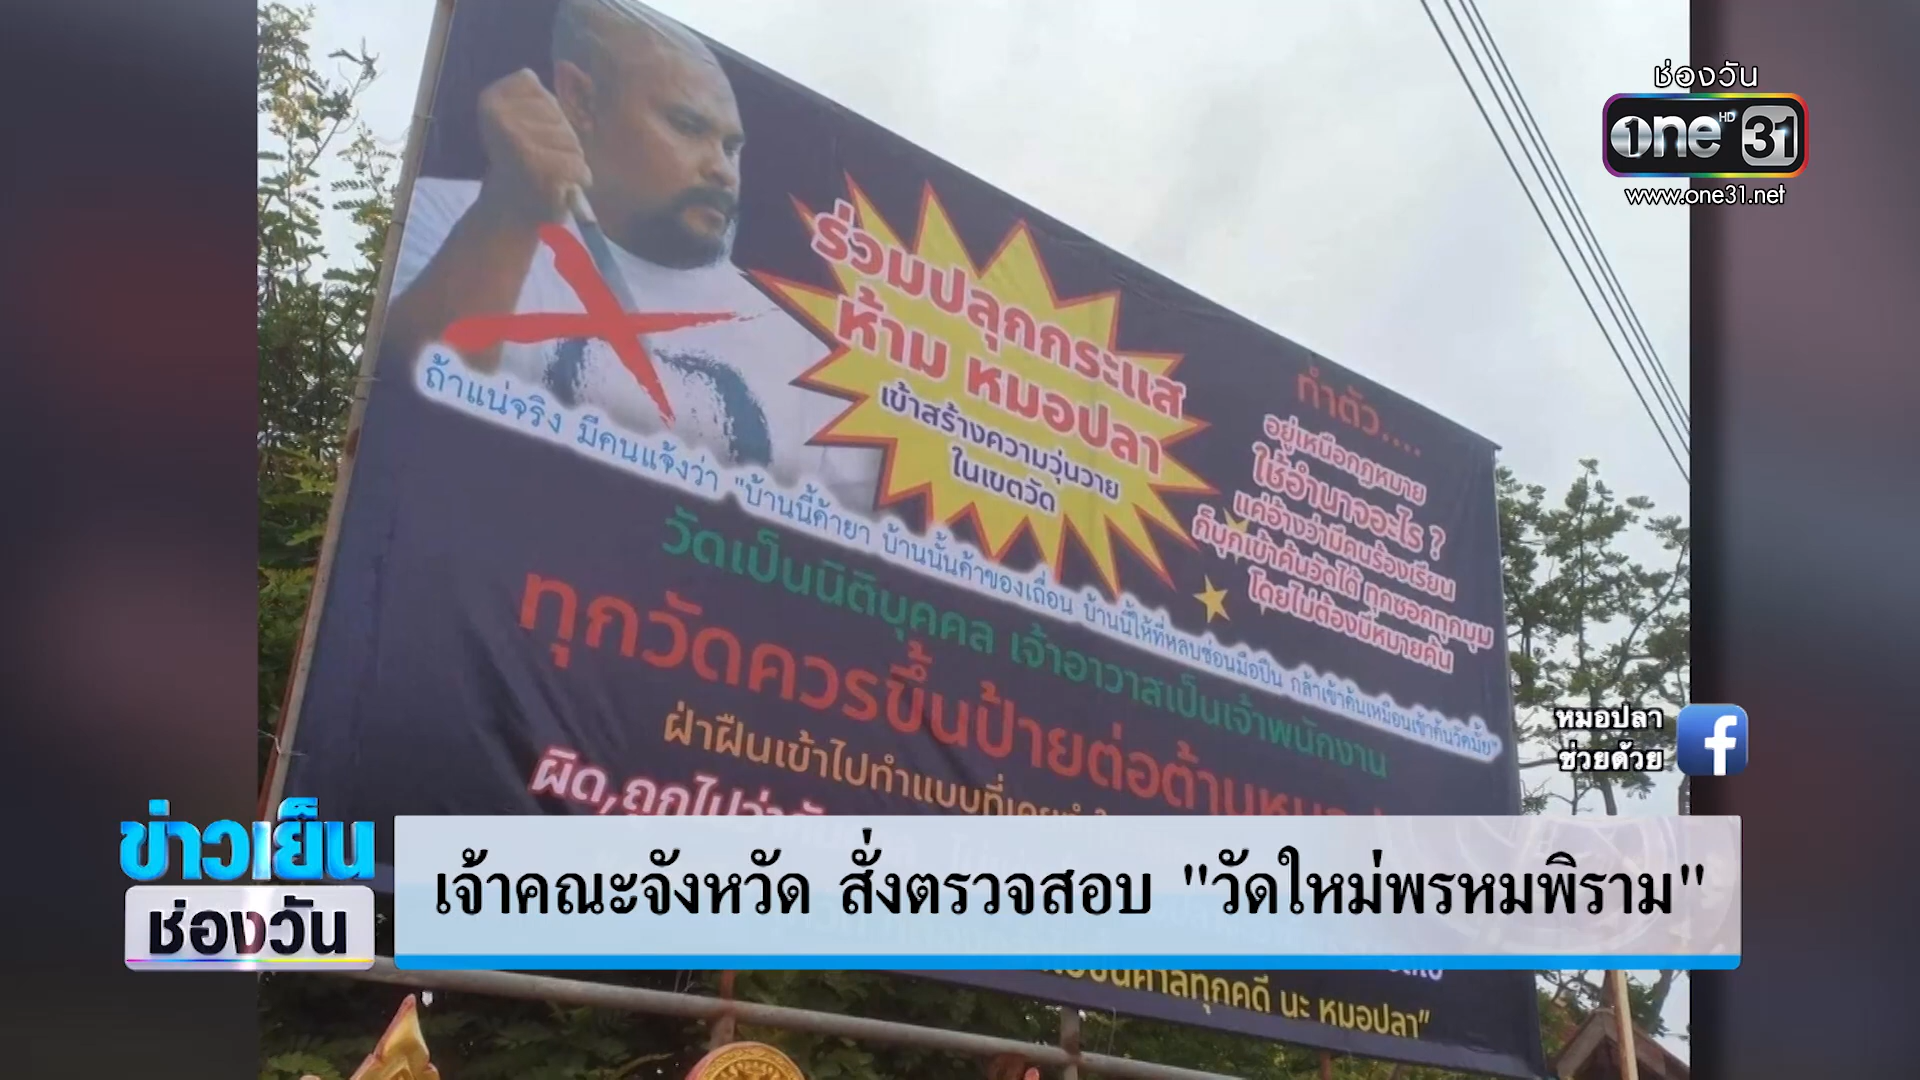 ช่องวัน
one HD 31
www.one31.net
ร่วมปลุกกระแส
ห้าม หมอปลา
เข้าสร้างความวุ่นวาย
ในเขตวัด
ทำตัว....
อยู่เหนือกฎหมาย
ใช้อำนาจอะไร ?
แค่อ้างว่ามีคนร้องเรียน
ก็บุกเข้าค้นวัดได้ ทุกซอกทุกมุม
โดยไม่ต้องมีหมายค้น
ถ้าแน่จริง มีคนแจ้งว่า "บ้านนี้ค้ายา บ้านนั้นค้าของเถื่อน บ้านนี้ให้ที่หลบซ่อนมือปืน กล้าเข้าค้นเหมือนเข้าค้นวัดมั้ย"
วัดเป็นนิติบุคคล เจ้าอาวาสเป็นเจ้าพนักงาน
ทุกวัดควรขึ้นป้ายต่อต้านหมอ
ฝ่าฝืนเข้าไปทำแบบที่เคยทำ
ผิด,ถูกไปว่ากัน
หมอปลา
ช่วยด้วย
ข่าวเย็น
ช่องวัน
เจ้าคณะจังหวัด สั่งตรวจสอบ "วัดใหม่พรหมพิราม"
ขึ้นศาลทุกคดี นะ หมอปลา"